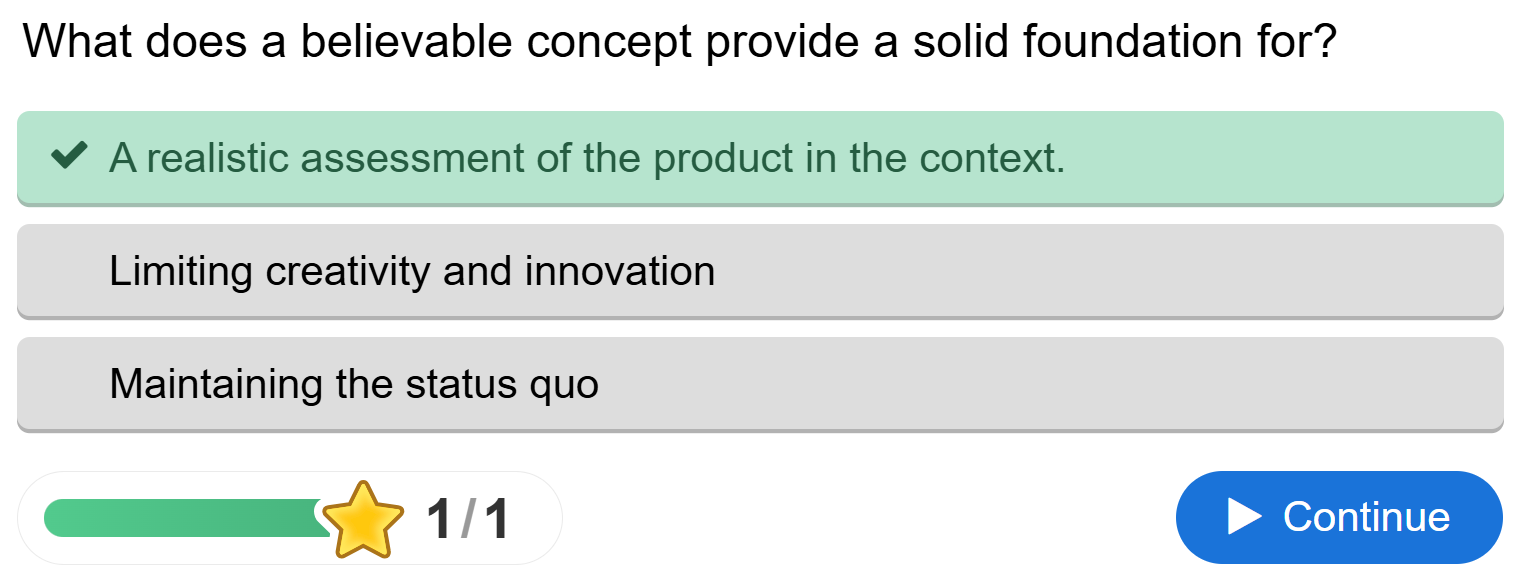 What does a believable concept provide a solid foundation for?
A realistic assessment of the product in the context.
Limiting creativity and innovation
Maintaining the status quo
1/1
Continue